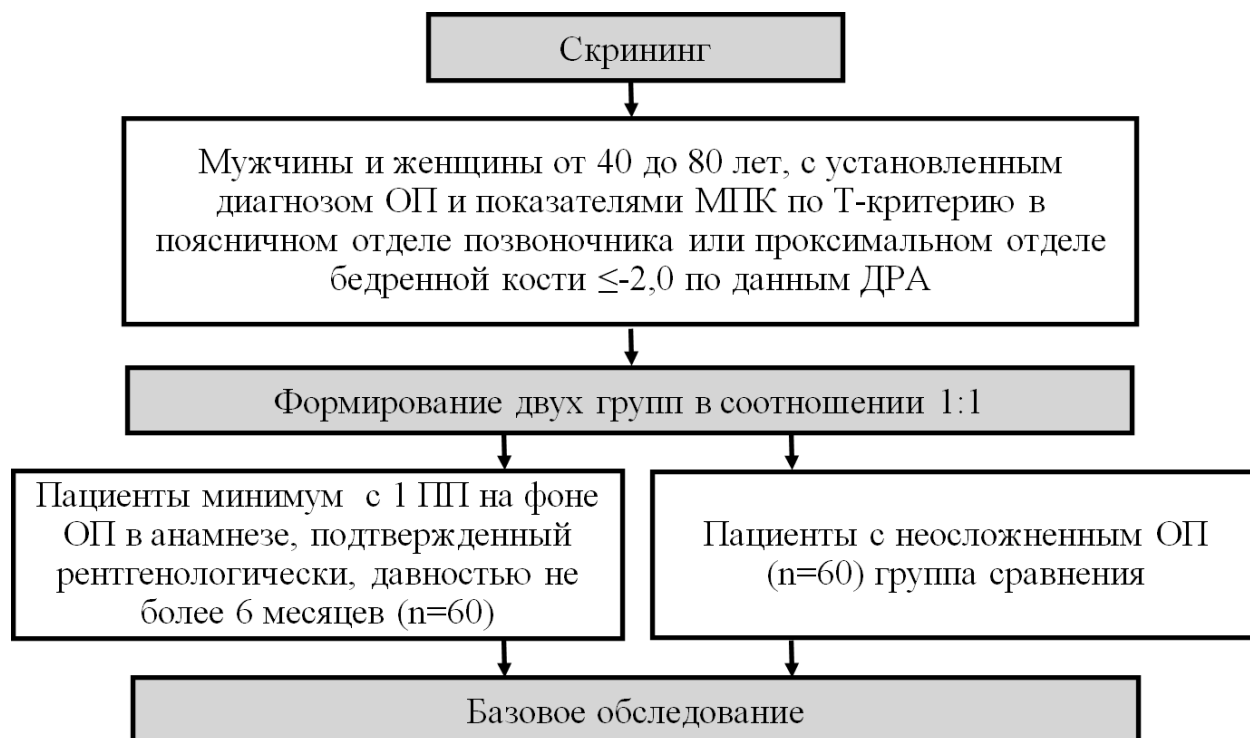 Скрининг
Мужчины и женщины от 40 до 80 лет, с установленным
диагнозом ОП и показателями МПК по Т-критерию в
поясничном отделе позвоночника или проксимальном отделе
бедренной кости ≤-2,0 по данным ДРА
Формирование двух групп в соотношении 1:1
Пациенты минимум с 1 ПП на фоне
ОП в анамнезе, подтвержденный
рентгенологически, давностью не
более 6 месяцев (n=60)
Пациенты с неосложненным ОП
(n=60) группа сравнения
Базовое обследование